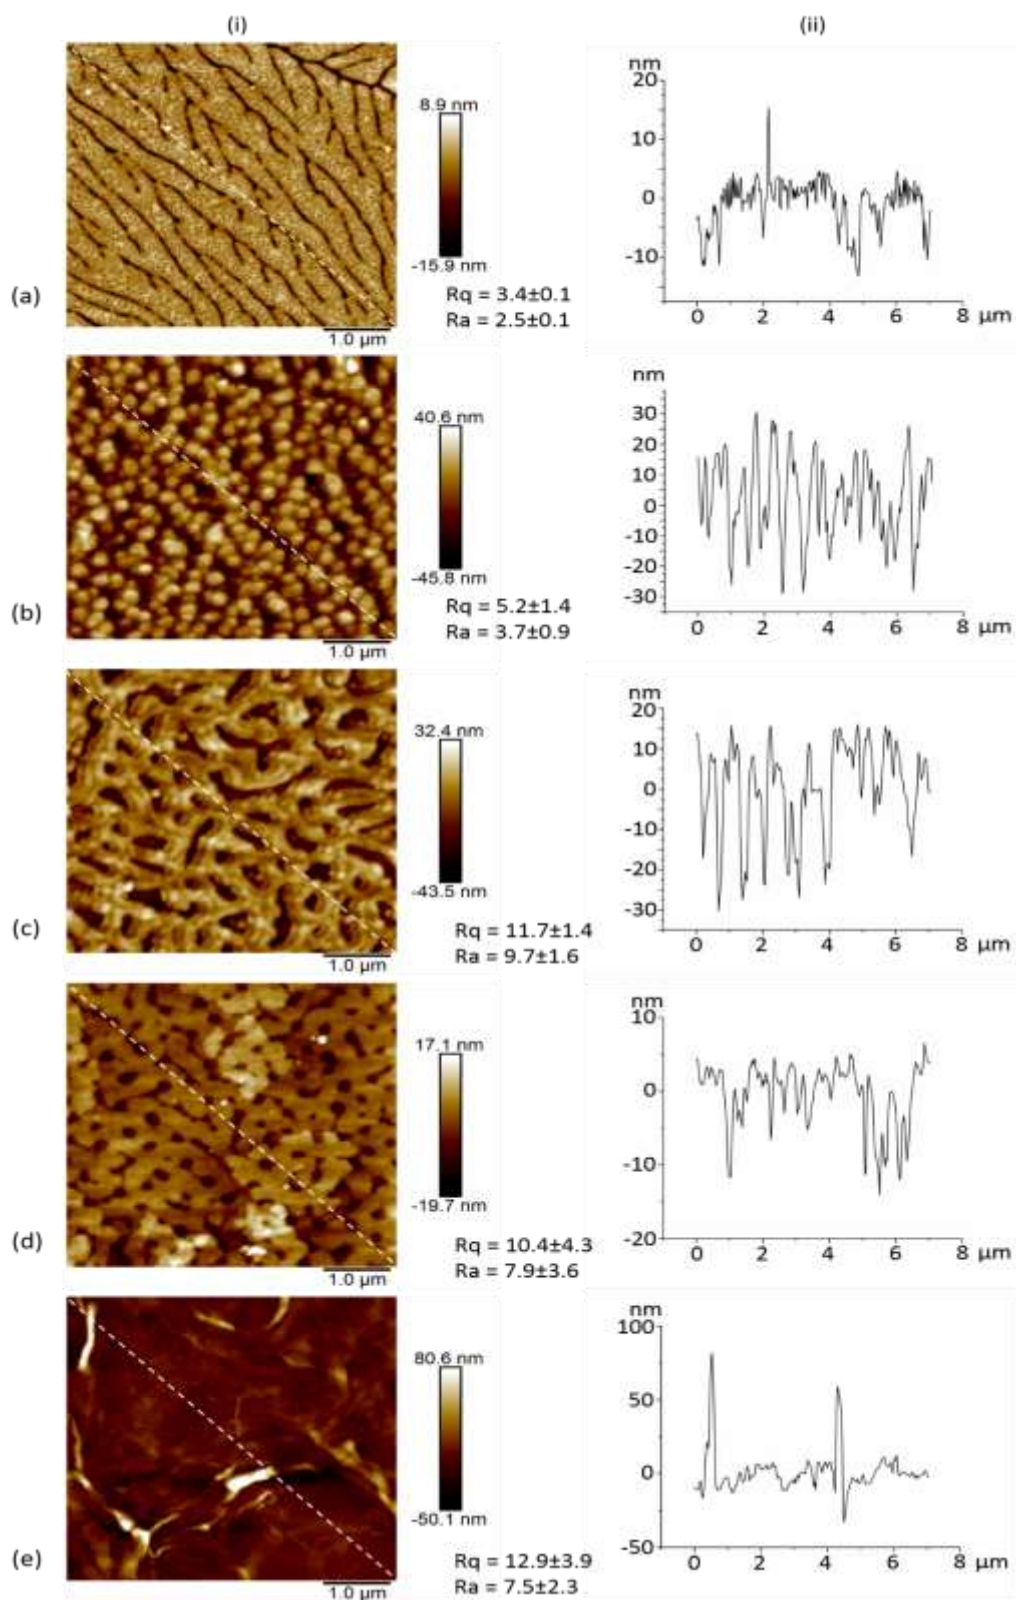 (i)
(ii)
(a)
8.9 nm
-15.9 nm
Rq = 3.4±0.1
Ra = 2.5±0.1
1.0 µm
nm
20
15
10
0
-10
0 2 4 6 8 µm
(b)
40.6 nm
-45.8 nm
Rq = 5.2±1.4
Ra = 3.7±0.9
1.0 µm
nm
30
20
10
0
-10
-20
-30
0 2 4 6 8 µm
(c)
32.4 nm
-43.5 nm
Rq = 11.7±1.4
Ra = 9.7±1.6
1.0 µm
nm
20
10
0
-10
-20
-30
0 2 4 6 8 µm
(d)
17.1 nm
-19.7 nm
Rq = 10.4±4.3
Ra = 7.9±3.6
1.0 µm
nm
10
0
-10
-20
0 2 4 6 8 µm
(e)
80.6 nm
-50.1 nm
Rq = 12.9±3.9
Ra = 7.5±2.3
1.0 µm
nm
100
50
0
-50
0 2 4 6 8 µm